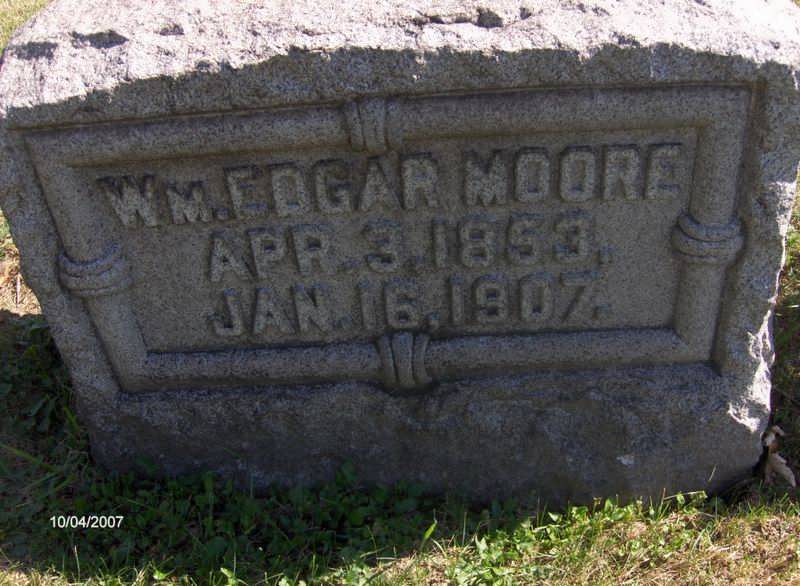 Wm. EDGAR MOORE
APR. 3, 1853.
JAN. 16, 1907.
10/04/2007